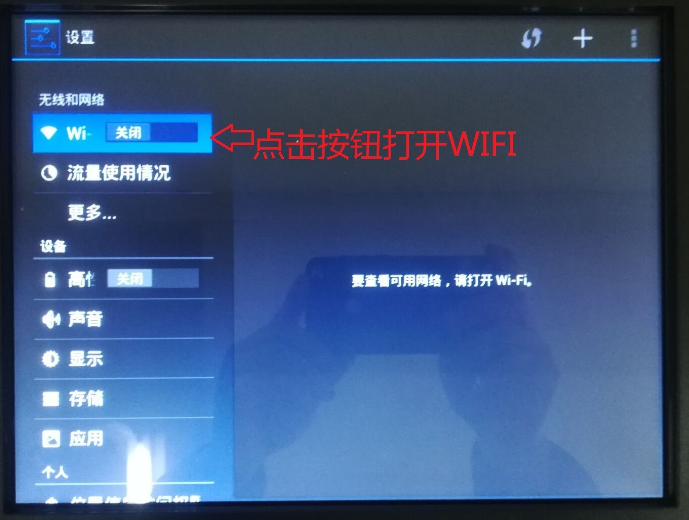 设置
无线和网络
Wi- 关闭
点击按钮打开WIFI
流量使用情况
更多...
设备
高性 关闭
要查看可用网络，请打开 Wi-Fi。
声音
显示
存储
应用
个人